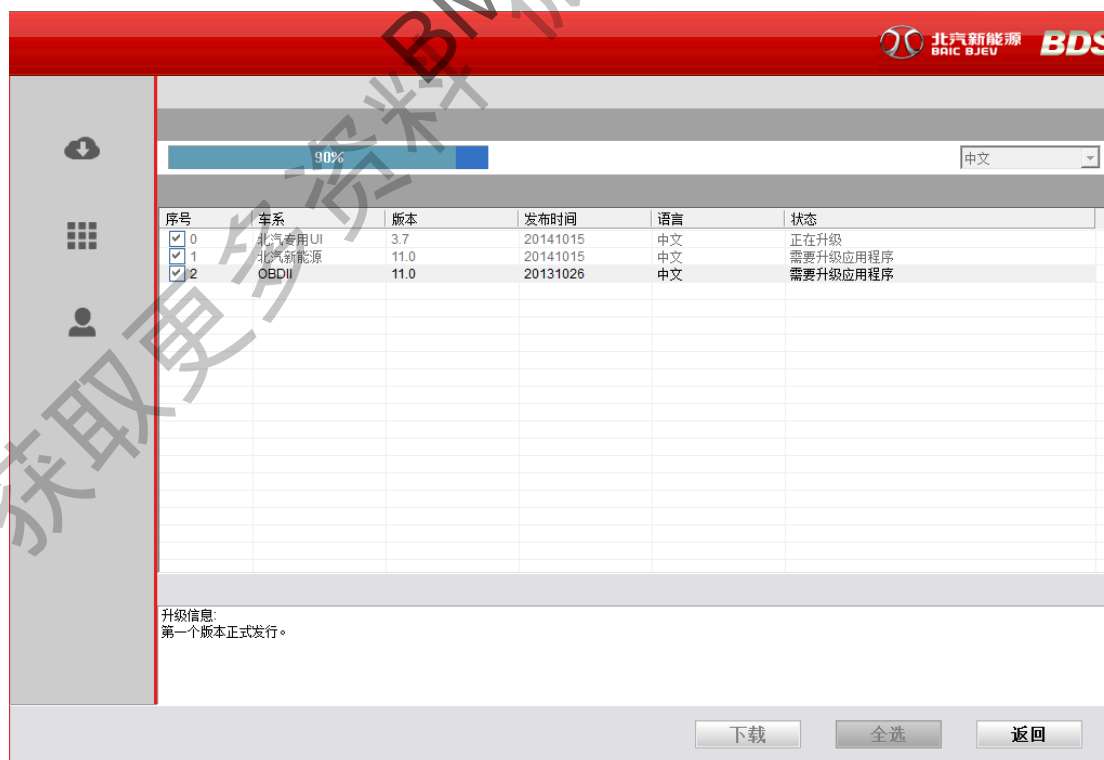 北汽新能源 BDS
BAIC BJEV
90% 中文
序号 车系 版本 发布时间 语言 状态
0 北汽专用UI 3.7 20141015 中文 正在升级
1 北汽新能源 11.0 20141015 中文 需要升级应用程序
2 OBDII 11.0 20131026 中文 需要升级应用程序
升级信息:
第一个版本正式发行。
下载 全选 返回
获取更多资料